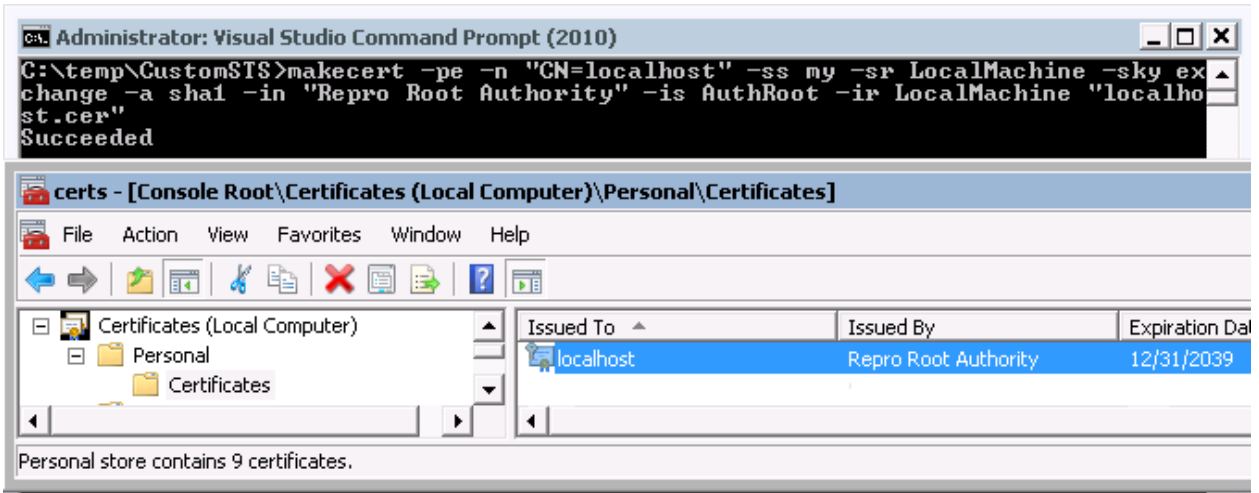 Administrator: Visual Studio Command Prompt (2010)
C:\temp\CustomSTS>makecert -pe -n "CN=localhost" -ss my -sr LocalMachine -sky ex
change -a sha1 -in "Repro Root Authority" -is AuthRoot -ir LocalMachine "localho
st.cer"
Succeeded
certs - [Console Root\Certificates (Local Computer)\Personal\Certificates]
File Action View Favorites Window Help
Certificates (Local Computer)
Personal
Certificates
Issued To Issued By Expiration Dat
localhost Repro Root Authority 12/31/2039
Personal store contains 9 certificates.